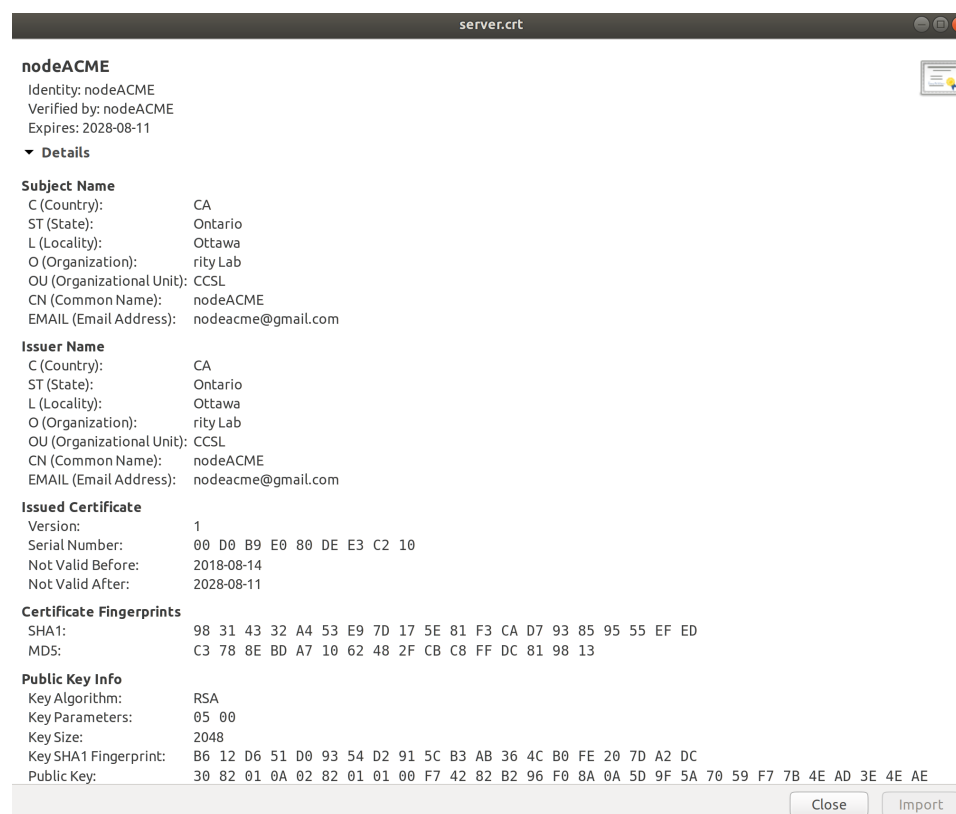 server.crt
nodeACME
Identity: nodeACME
Verified by: nodeACME
Expires: 2028-08-11
Details
Subject Name
C (Country): CA
ST (State): Ontario
L (Locality): Ottawa
O (Organization): rity Lab
OU (Organizational Unit): CCSL
CN (Common Name): nodeACME
EMAIL (Email Address): nodeacme@gmail.com
Issuer Name
C (Country): CA
ST (State): Ontario
L (Locality): Ottawa
O (Organization): rity Lab
OU (Organizational Unit): CCSL
CN (Common Name): nodeACME
EMAIL (Email Address): nodeacme@gmail.com
Issued Certificate
Version: 1
Serial Number: 00 D0 B9 E0 80 DE E3 C2 10
Not Valid Before: 2018-08-14
Not Valid After: 2028-08-11
Certificate Fingerprints
SHA1: 98 31 43 32 A4 53 E9 7D 17 5E 81 F3 CA D7 93 85 95 55 EF ED
MD5: C3 78 8E BD A7 10 62 48 2F CB C8 FF DC 81 98 13
Public Key Info
Key Algorithm: RSA
Key Parameters: 05 00
Key Size: 2048
Key SHA1 Fingerprint: B6 12 D6 51 D0 93 54 D2 91 5C B3 AB 36 4C B0 FE 20 7D A2 DC
Public Key: 30 82 01 0A 02 82 01 01 00 F7 42 82 B2 96 F0 8A 0A 5D 9F 5A 70 59 F7 7B 4E AD 3E 4E AE
Close Import